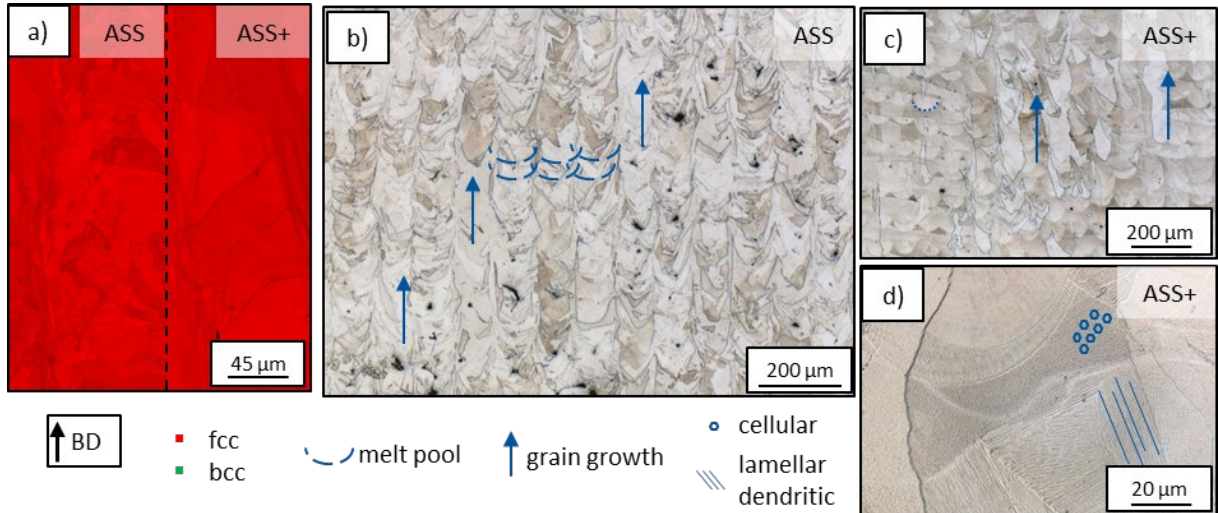 a)
ASS
ASS+
45 µm
b)
ASS
200 µm
c)
ASS+
200 µm
d)
ASS+
20 µm
BD
fcc
bcc
melt pool
grain growth
cellular
lamellar
dendritic